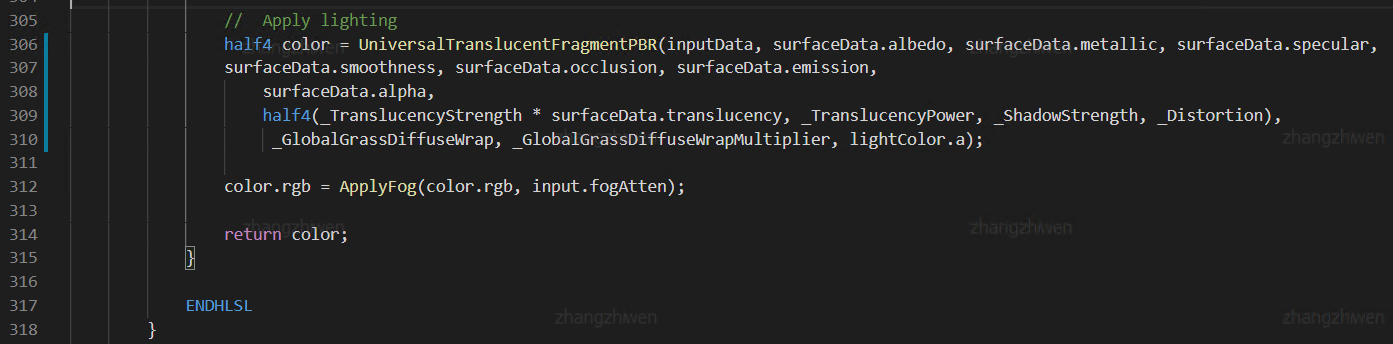 305 // Apply lighting
306 half4 color = UniversalTranslucentFragmentPBR(inputData, surfaceData.albedo, surfaceData.metallic, surfaceData.specular,
307 surfaceData.smoothness, surfaceData.occlusion, surfaceData.emission,
308 surfaceData.alpha,
309 half4(_TranslucencyStrength * surfaceData.translucency, _TranslucencyPower, _ShadowStrength, _Distortion),
310 _GlobalGrassDiffuseWrap, _GlobalGrassDiffuseWrapMultiplier, lightColor.a);
311
312 color.rgb = ApplyFog(color.rgb, input.fogAtten);
313
314 return color;
315 }
316
317 ENDHLSL
318 }
zhangzhiwen
zhangzhiwen
zhangzhiwen
zhangzhiwen
zhangzhiwen
zhangzhiwen
zhangzhiwen
zhangzhiwen